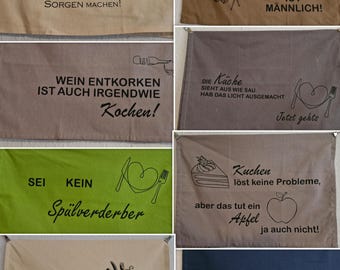 SORGEN MACHEN!
IST
MÄNNLICH!
WEIN ENTKORKEN
IST AUCH IRGENDWIE
Kochen!
DIE Küche
SIEHT AUS WIE SAU.
HAB DAS LICHT AUSGEMACHT
Jetzt gehts
SEI KEIN
Spülverderber
Kuchen
löst keine Probleme,
aber das tut ein
Apfel
ja auch nicht!